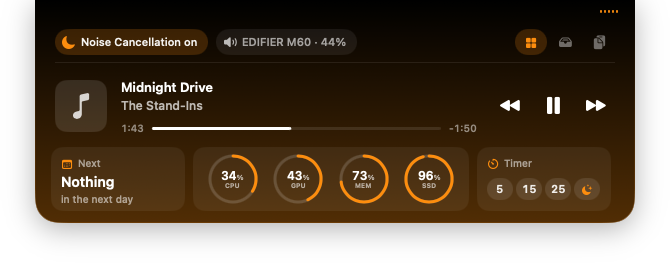 Noise Cancellation on
EDIFIER M60 · 44%
Midnight Drive
The Stand-Ins
1:43
-1:50
Next
Nothing
in the next day
34%
CPU
43%
GPU
73%
MEM
96%
SSD
Timer
5
15
25